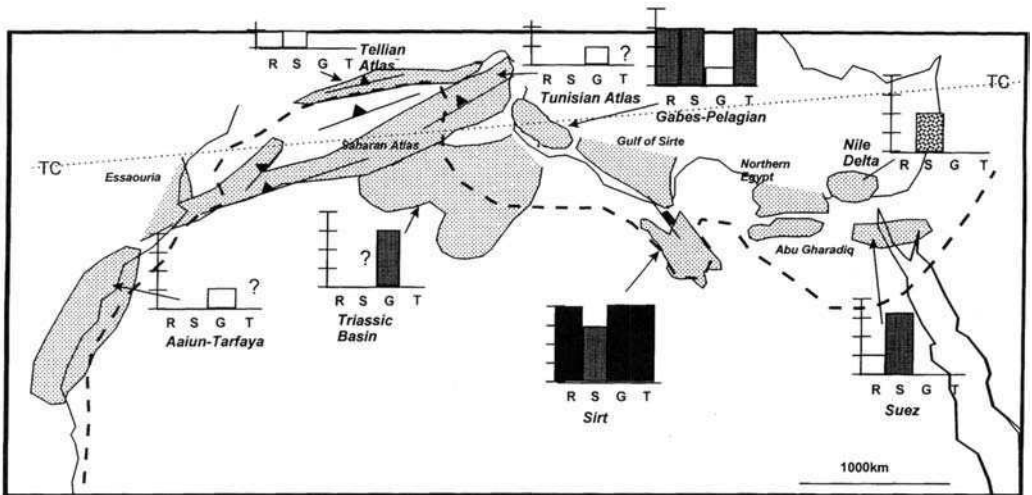 Tellian
Atlas
R S G T
R S G T
?
Tunisian Atlas
R S G T
Gabes-Pelagian
TC
TC
Essaouria
Saharan Atlas
Gulf of Sirte
Northern
Egypt
Nile
Delta
R S G T
Abu Gharadiq
?
R S G T
Aaiun-Tarfaya
?
R S G T
Triassic
Basin
R S G T
Sirt
R S G T
Suez
1000km